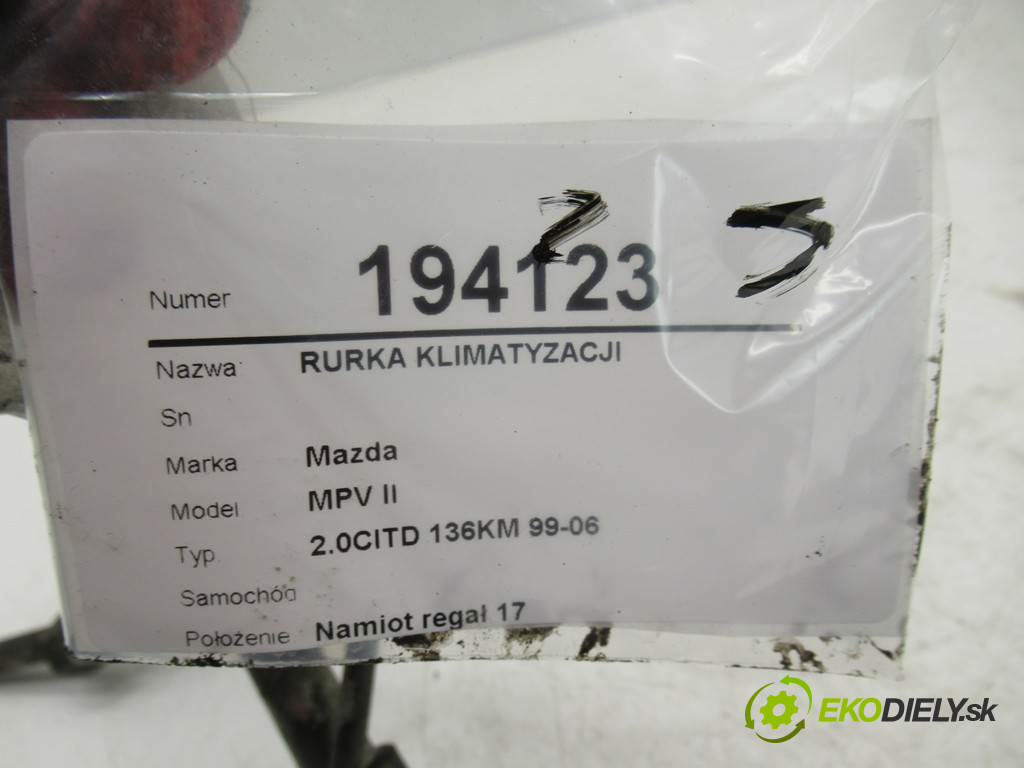 Numer 194123
Nazwa RURKA KLIMATYZACJI
Sn
Marka Mazda
Model MPV II
Typ 2.0CITD 136KM 99-06
Samochód
Położenie Namiot regał 17
EKODIELY.sk